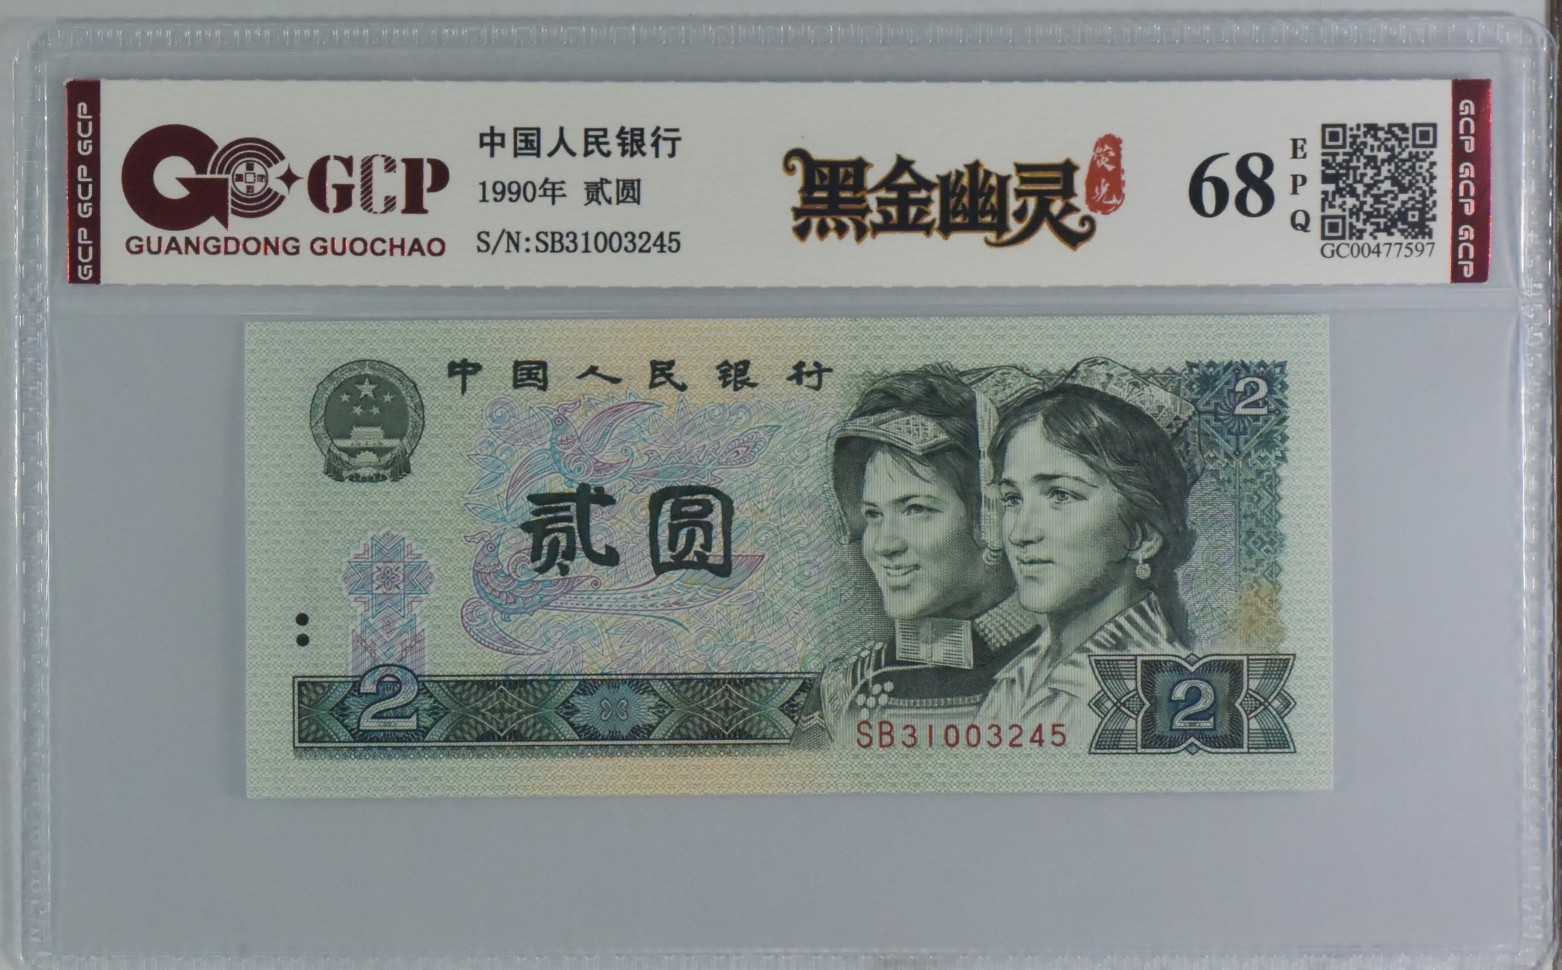 GCP GCP GCP
GCP
GUANGDONG GUOCHAO
中国人民银行
1990年 贰圆
S/N:SB31003245
黑金幽灵
荧光
68
EPQ
GC00477597
GCP GCP GCP
中国人民银行
2
贰圆
2
SB31003245
2